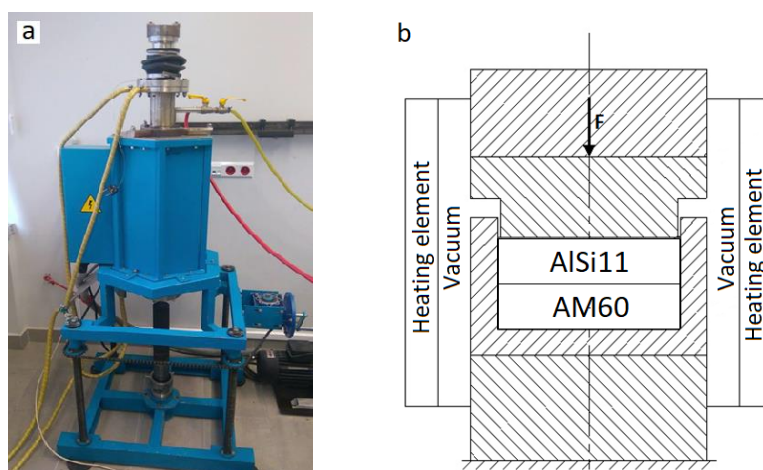 a
b
F
Heating element
Vacuum
AlSi11
AM60
Vacuum
Heating element